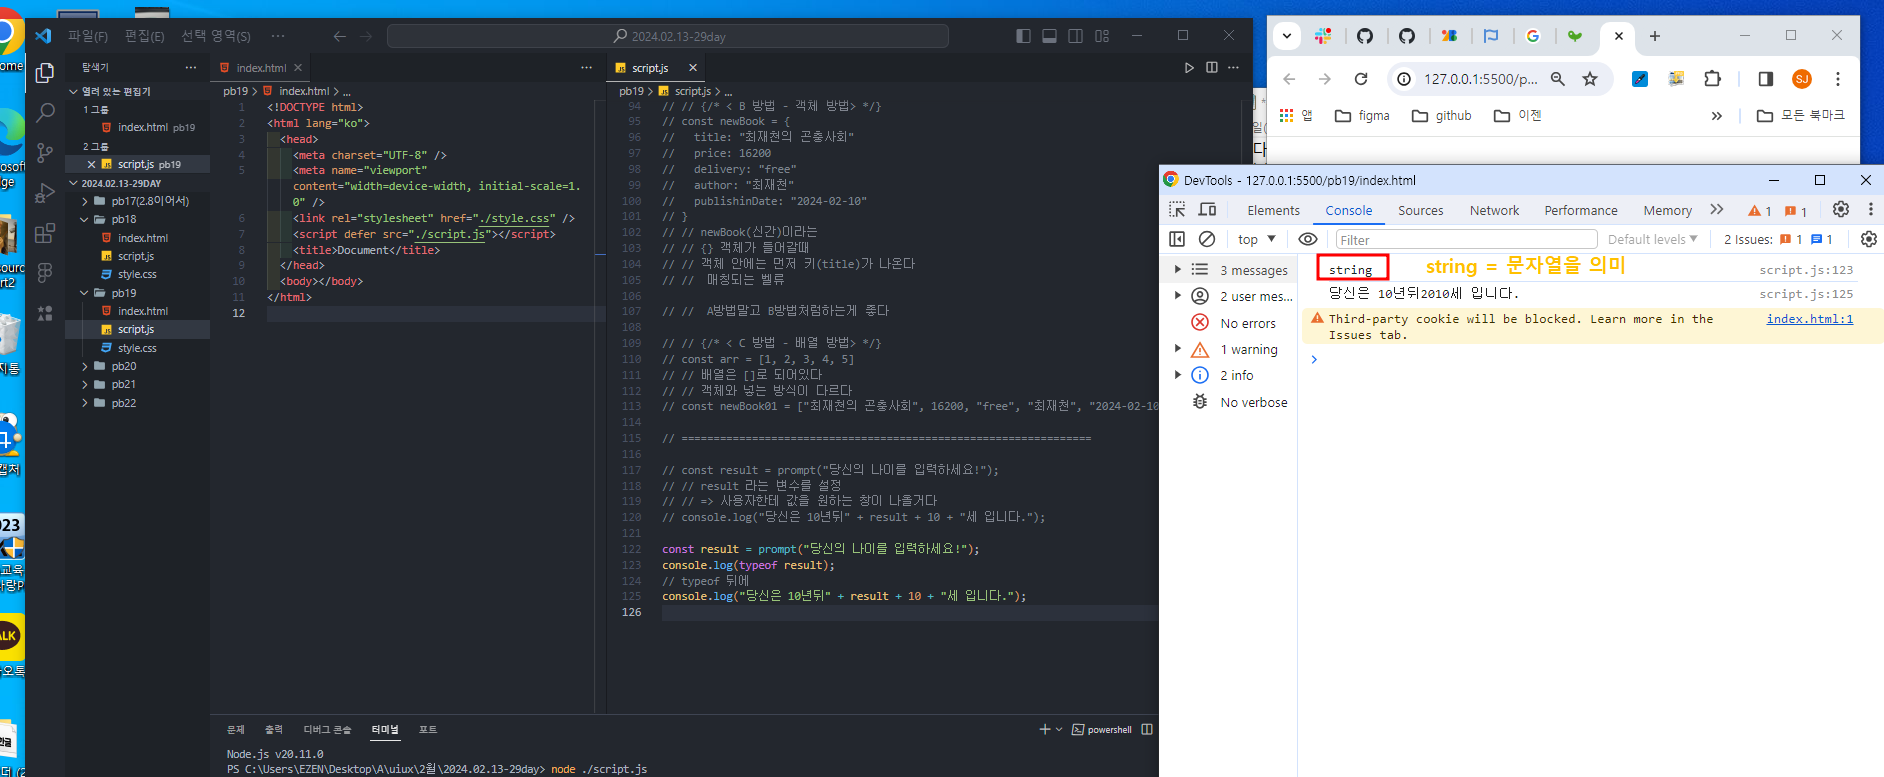 ome
파일(F) 편집(E) 선택 영역(S) ···
2024.02.13-29day
탐색기 ···
열려 있는 편집기
1 그룹
index.html pb19
2 그룹
script.js pb19
2024.02.13-29DAY
pb17(2.8이어서)
pb18
index.html
script.js
style.css
pb19
index.html
script.js
style.css
pb20
pb21
pb22
index.html
pb19 > index.html > ...
1 <!DOCTYPE html>
2 <html lang="ko">
3 <head>
4 <meta charset="UTF-8" />
5 <meta name="viewport"
content="width=device-width, initial-scale=1.
0" />
6 <link rel="stylesheet" href="./style.css" />
7 <script defer src="./script.js"></script>
8 <title>Document</title>
9 </head>
10 <body></body>
11 </html>
12
script.js
pb19 > script.js > ...
94 // // {/* < B 방법 - 객체 방법> */}
95 // const newBook = {
96 // title: "최재천의 곤충사회"
97 // price: 16200
98 // delivery: "free"
99 // author: "최재천"
100 // publishinDate: "2024-02-10"
101 // }
102 // // newBook(신간)이라는
103 // // {} 객체가 들어갈때
104 // // 객체 안에는 먼저 키(title)가 나온다
105 // // 매칭되는 벨류
106
107 // // A방법말고 B방법처럼하는게 좋다
108
109 // // {/* < C 방법 - 배열 방법> */}
110 // const arr = [1, 2, 3, 4, 5]
111 // // 배열은 []로 되어있다
112 // // 객체와 넣는 방식이 다르다
113 // const newBook01 = ["최재천의 곤충사회", 16200, "free", "최재천", "2024-02-10
114
115 // ================================================================
116
117 // const result = prompt("당신의 나이를 입력하세요!");
118 // // result 라는 변수를 설정
119 // // => 사용자한테 값을 원하는 창이 나올거다
120 // console.log("당신은 10년뒤" + result + 10 + "세 입니다.");
121
122 const result = prompt("당신의 나이를 입력하세요!");
123 console.log(typeof result);
124 // typeof 뒤에
125 console.log("당신은 10년뒤" + result + 10 + "세 입니다.");
126
문제 출력 디버그 콘솔 터미널 포트
powershell
Node.js v20.11.0
PS C:\Users\EZEN\Desktop\A\uiux\2월\2024.02.13-29day> node ./script.js
127.0.0.1:5500/p...
SJ
앱 figma github 이젠 모든 북마크
DevTools - 127.0.0.1:5500/pb19/index.html
Elements Console Sources Network Performance Memory 1 1
top Filter Default levels 2 Issues: 1 1
3 messages
2 user mes...
No errors
1 warning
2 info
No verbose
string string = 문자열을 의미 script.js:123
당신은 10년뒤2010세 입니다. script.js:125
Third-party cookie will be blocked. Learn more in the index.html:1
Issues tab.